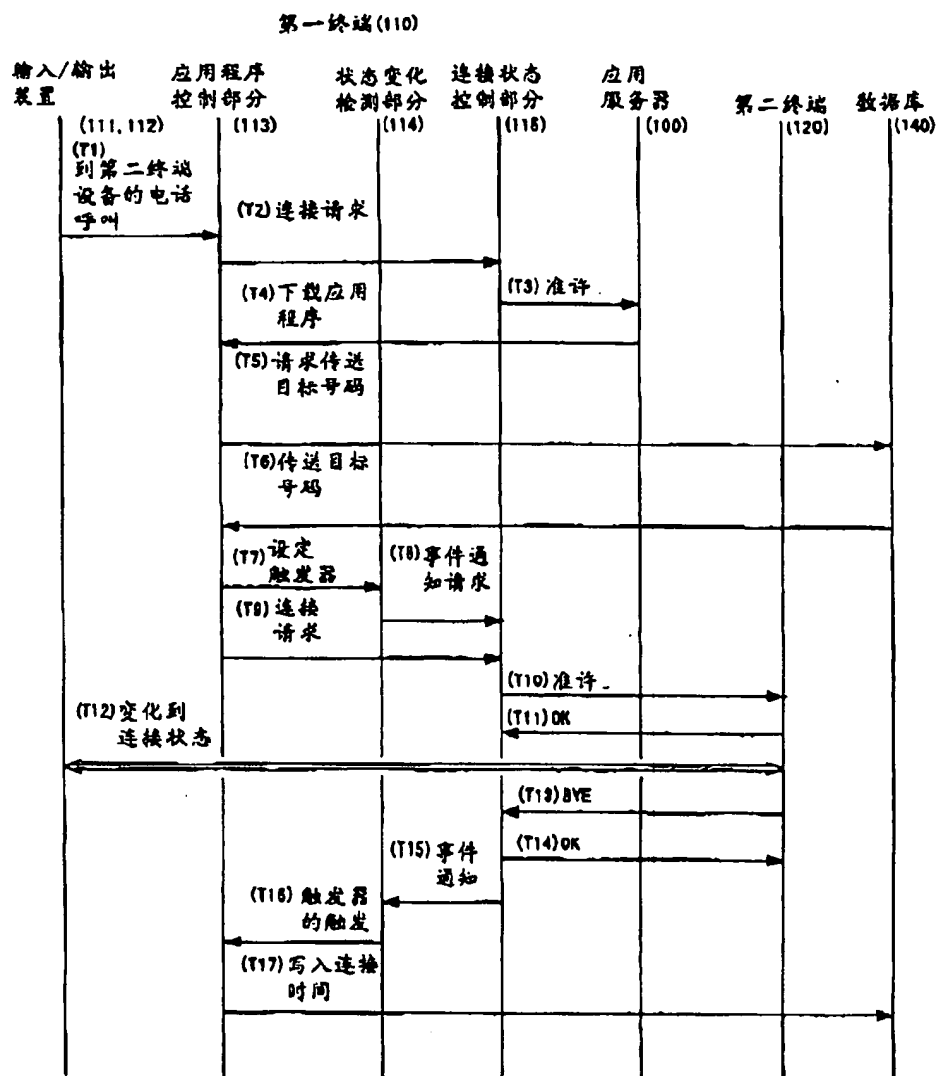 第一终端(110)
输入/输出
装置
应用程序
控制部分
状态变化
检测部分
连接状态
控制部分
应用
服务器
第二终端
数据库
(111,112)
(113)
(114)
(115)
(100)
(120)
(140)
(T1)
到第二终端
设备的电话
呼叫
(T2)连接请求
(T3)准许
(T4)下载应用
程序
(T5)请求传送
目标号码
(T6)传送目标
号码
(T7)设定
触发器
(T8)事件通
知请求
(T9)连接
请求
(T10)准许
(T11)OK
(T12)变化到
连接状态
(T13)BYE
(T14)OK
(T15)事件
通知
(T16)触发器
的触发
(T17)写入连接
时间